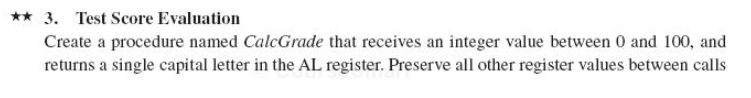 ★★ 3. Test Score Evaluation
Create a procedure named CalcGrade that receives an integer value between 0 and 100, and
returns a single capital letter in the AL register. Preserve all other register values between calls